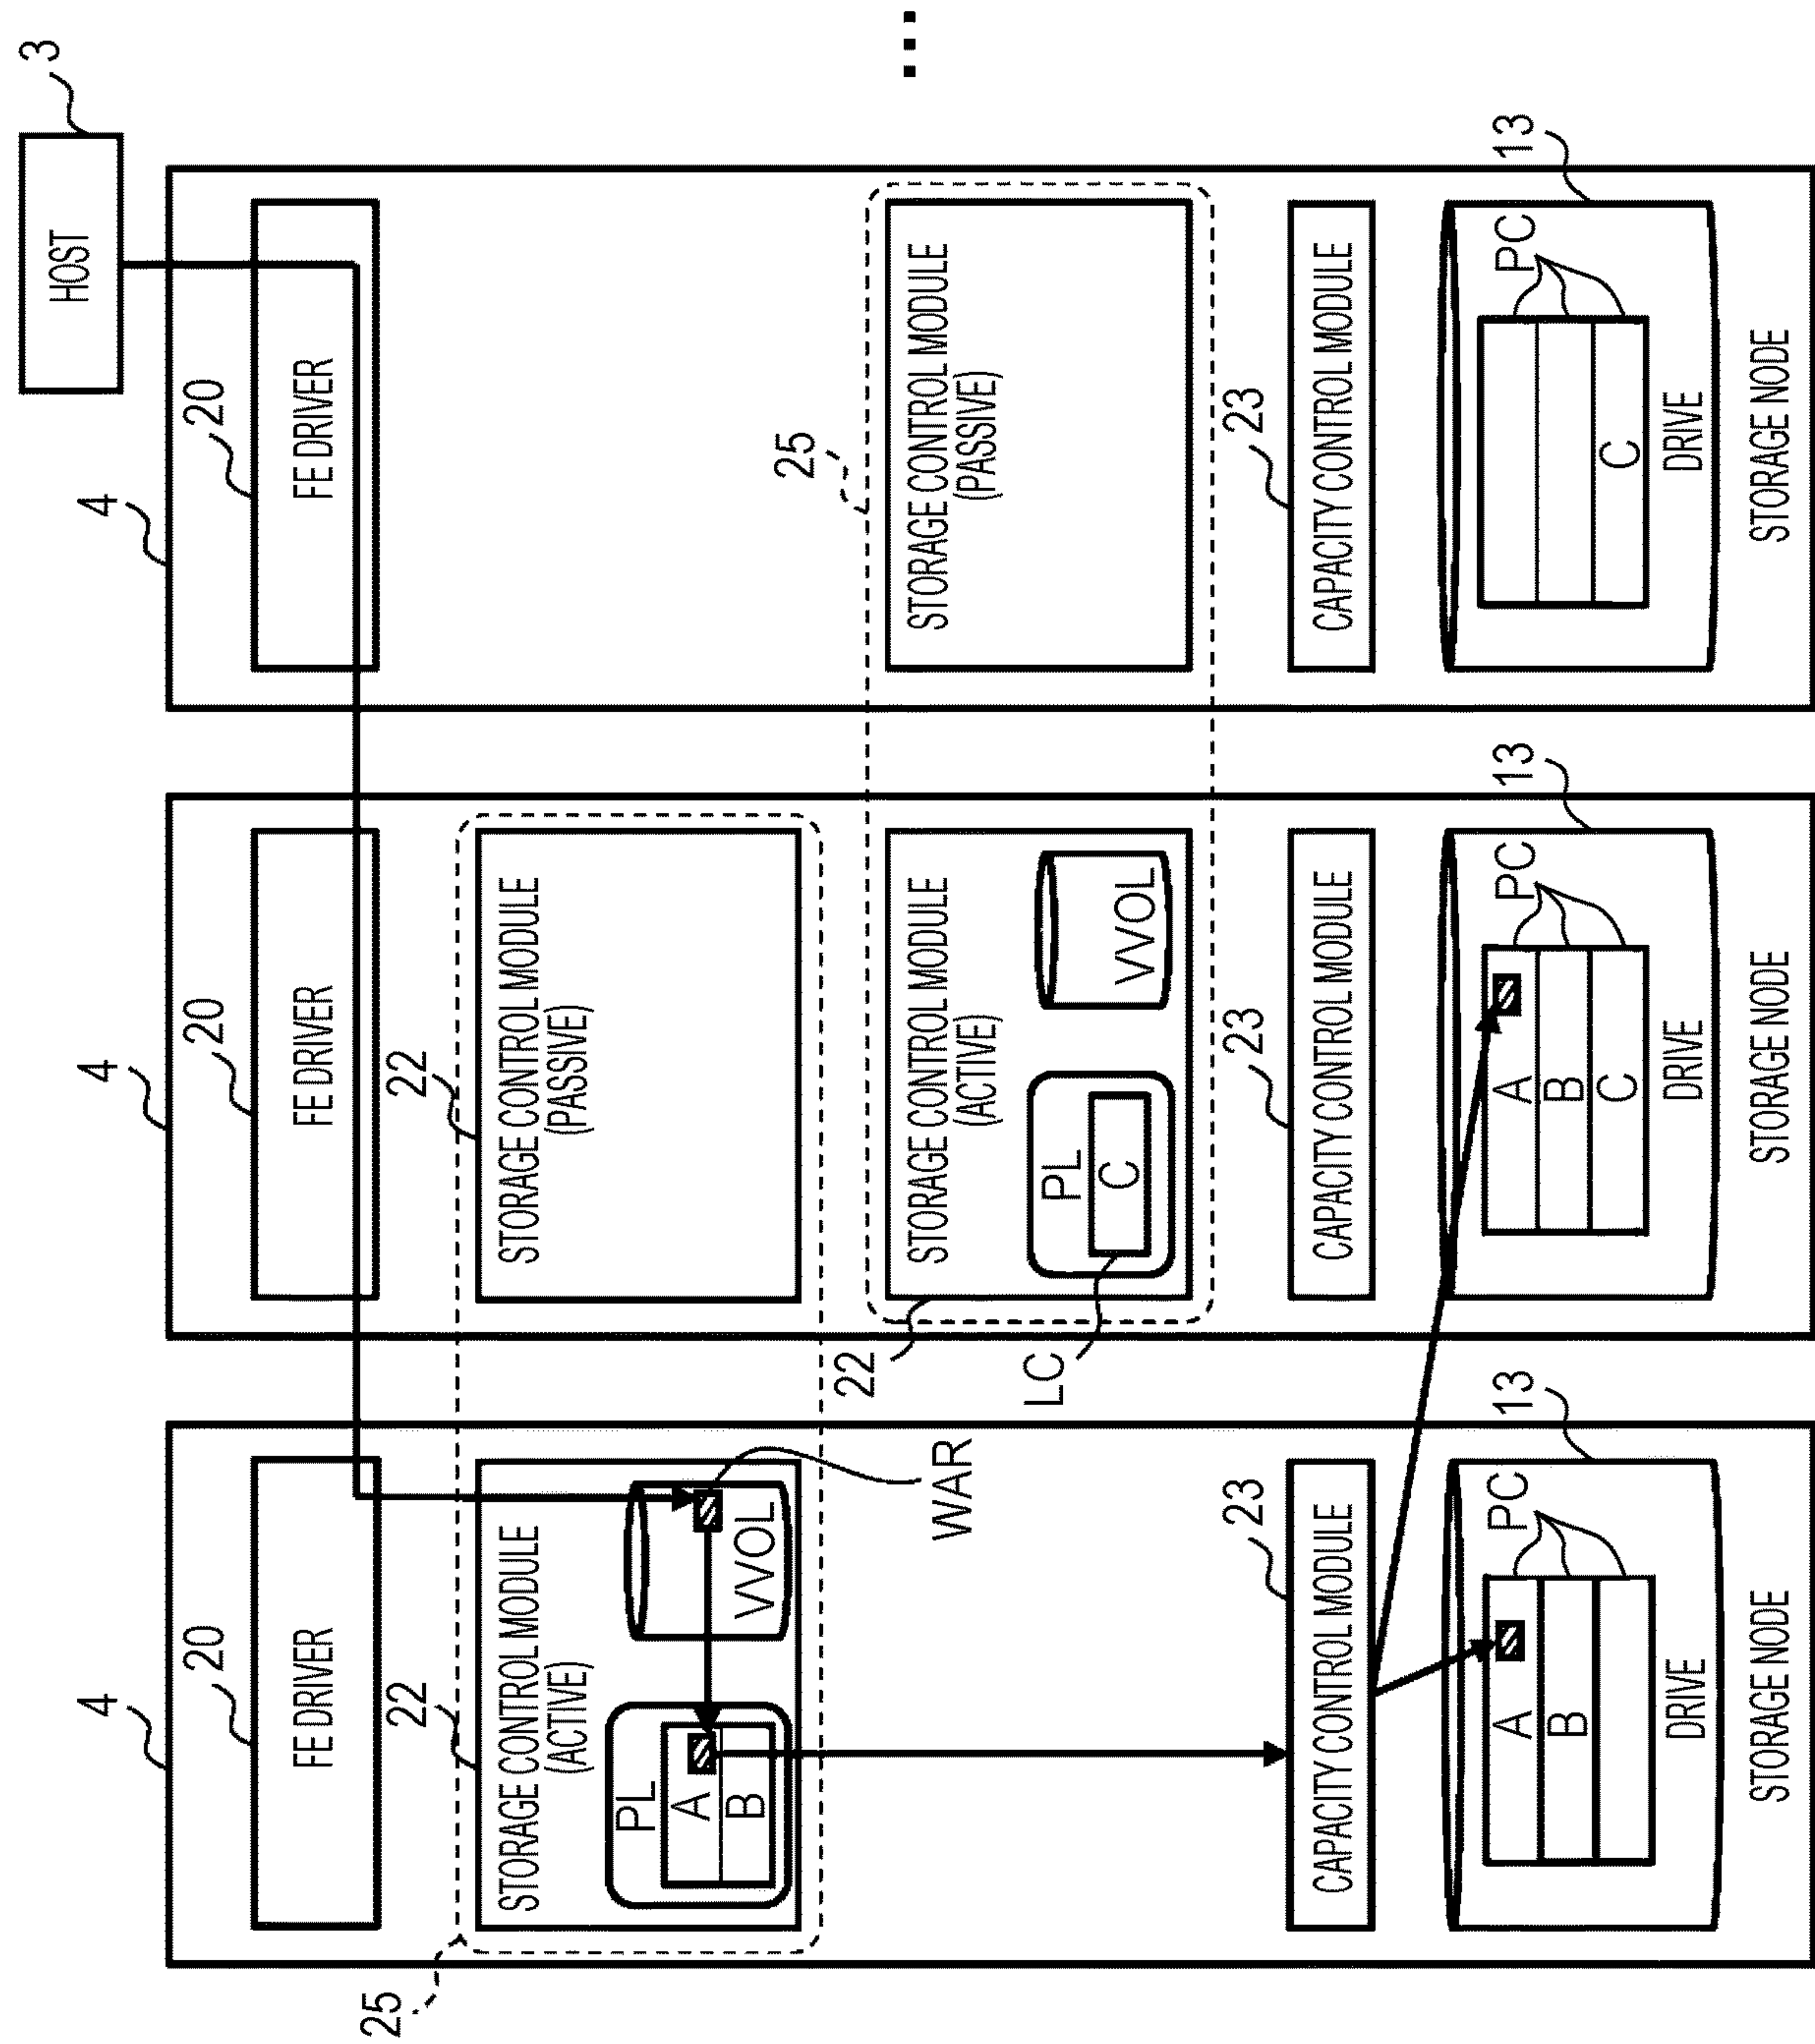 3
HOST
4
20
FE DRIVER
25
22
STORAGE CONTROL MODULE
(ACTIVE)
PL
A
B
VVOL
WAR
23
CAPACITY CONTROL MODULE
13
PC
A
B
DRIVE
STORAGE NODE
4
20
FE DRIVER
22
STORAGE CONTROL MODULE
(PASSIVE)
22
STORAGE CONTROL MODULE
(ACTIVE)
PL
C
VVOL
LC
23
CAPACITY CONTROL MODULE
13
PC
A
B
C
DRIVE
STORAGE NODE
4
20
FE DRIVER
25
STORAGE CONTROL MODULE
(PASSIVE)
23
CAPACITY CONTROL MODULE
13
PC
C
DRIVE
STORAGE NODE
...